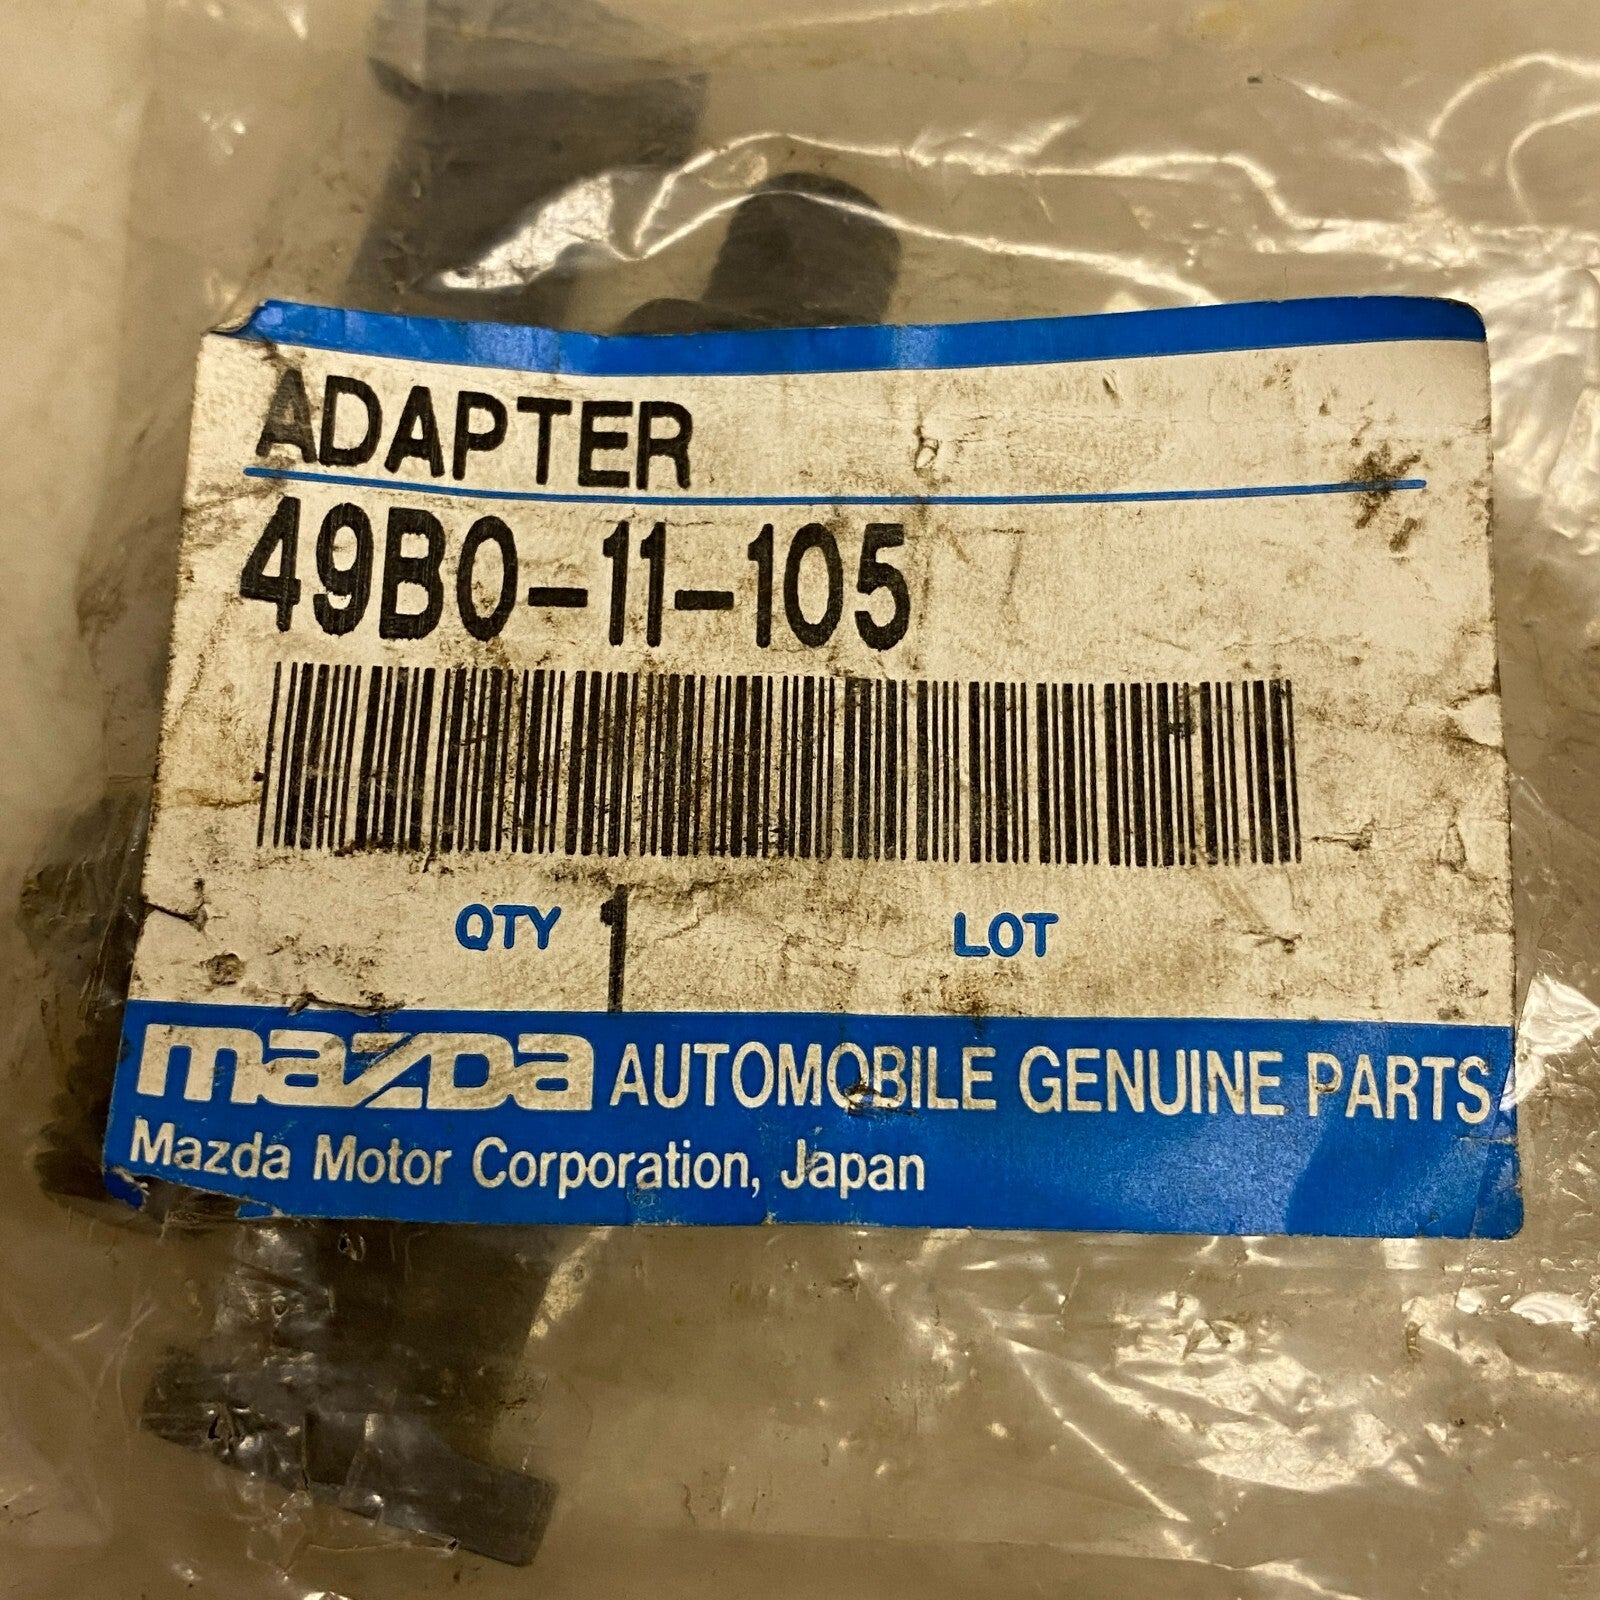 ADAPTER
49B0-11-105
QTY 1 LOT
mazda AUTOMOBILE GENUINE PARTS
Mazda Motor Corporation, Japan